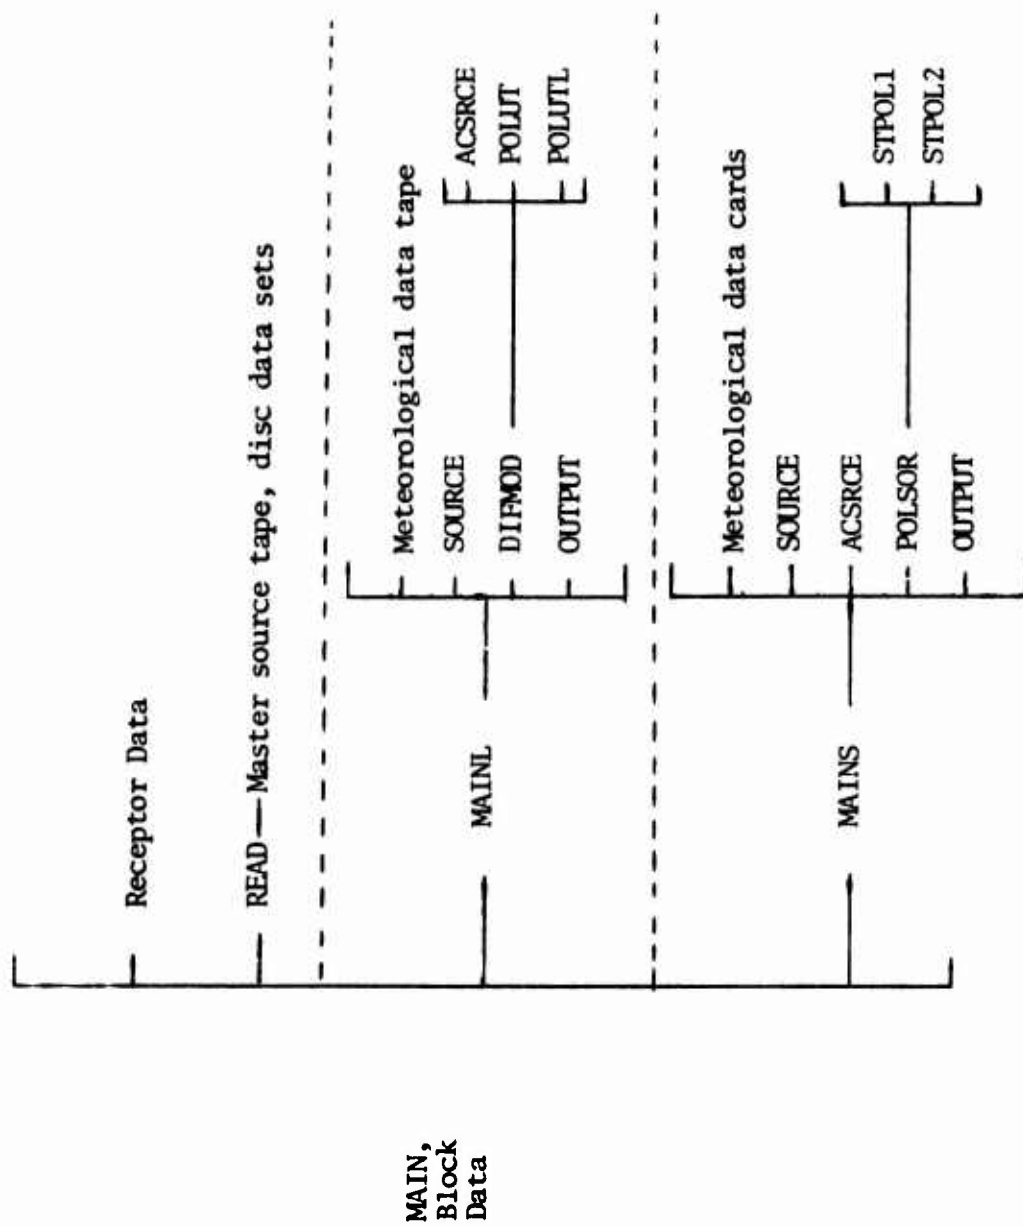 Receptor Data
READ—Master source tape, disc data sets
MAIN,
Block
Data
MAINL
Meteorological data tape
SOURCE
DIFMOD
OUTPUT
ACSRCE
POLUT
POLUTL
MAINS
Meteorological data cards
SOURCE
ACSRCE
POLSOR
OUTPUT
STPOL1
STPOL2